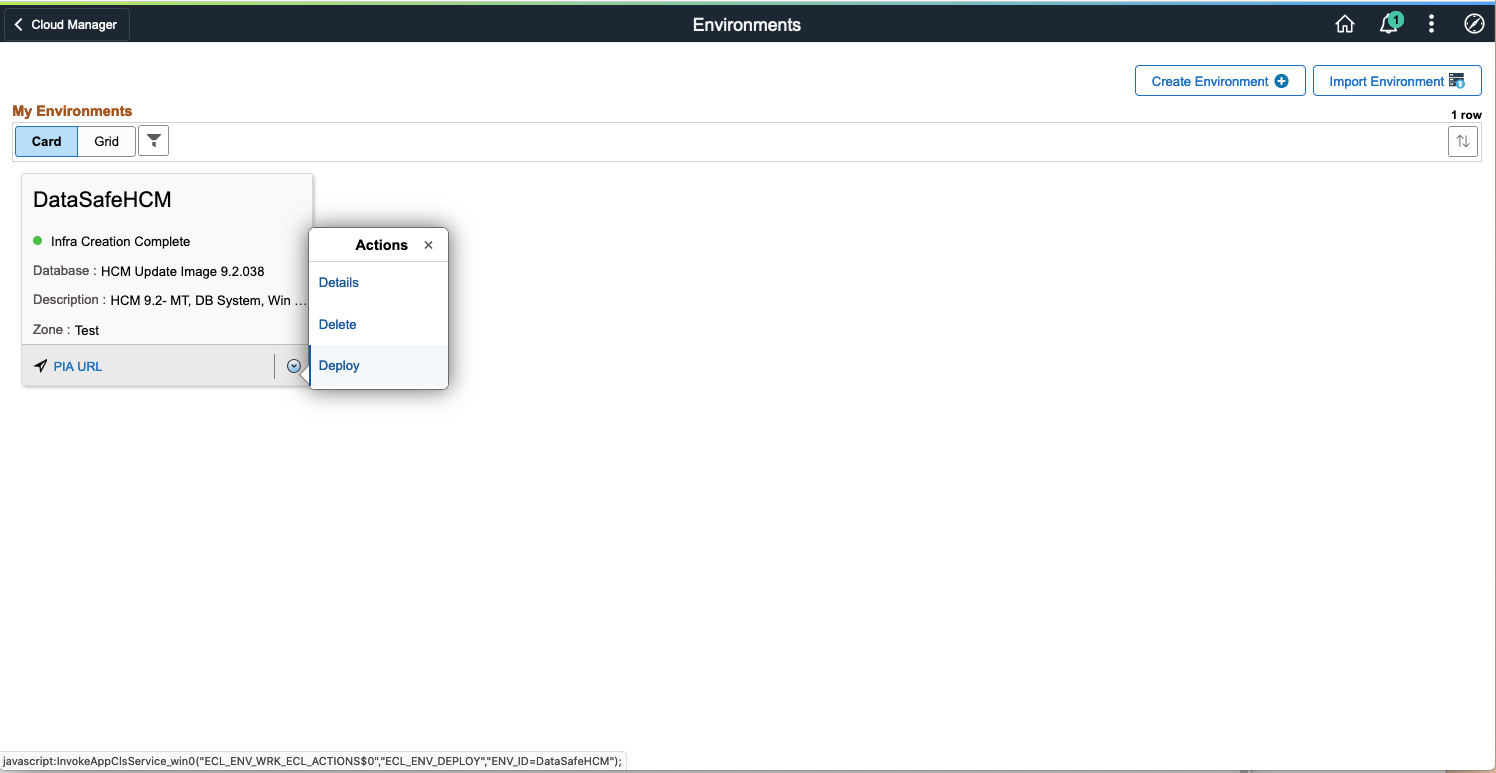 Cloud Manager
Environments
1
Create Environment
Import Environment
My Environments
1 row
Card
Grid
DataSafeHCM
Infra Creation Complete
Database : HCM Update Image 9.2.038
Description : HCM 9.2- MT, DB System, Win ...
Zone : Test
PIA URL
Actions ×
Details
Delete
Deploy
javascript:InvokeAppClsService_win0("ECL_ENV_WRK_ECL_ACTIONS$0","ECL_ENV_DEPLOY","ENV_ID=DataSafeHCM");